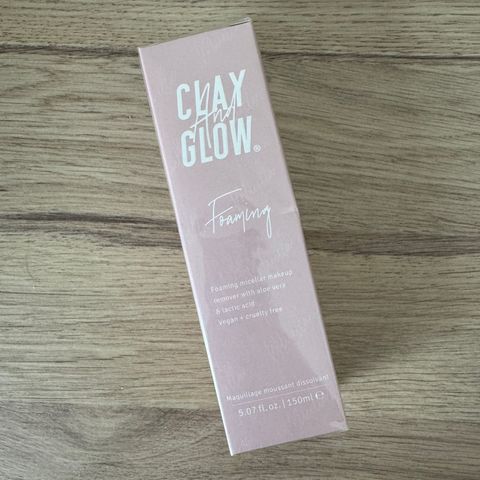 CLAY
And
GLOW®
Foaming
Foaming micellar makeup
remover with aloe vera
& lactic acid
Vegan + cruelty free
Maquillage moussant dissolvant
5.07 fl. oz. | 150ml ℮